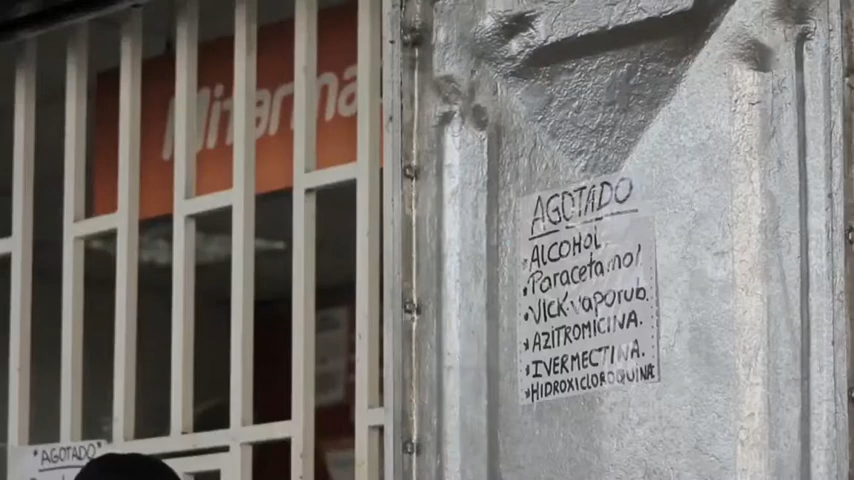 Mifarma
AGOTADO
*ALCOHOL
*Paracetamol
*VICK vaporub
*AZITROMICINA.
*IVERMECTINA.
*HIDROXICLOROQUINA
*AGOTADO